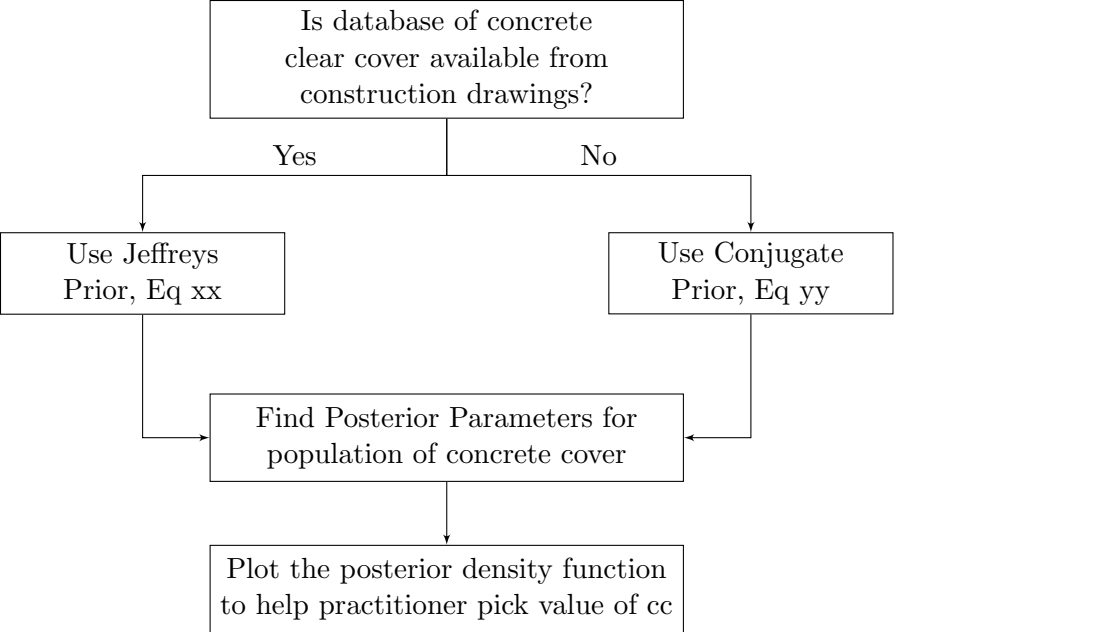 Is database of concrete
clear cover available from
construction drawings?
Yes
No
Use Jeffreys
Prior, Eq xx
Use Conjugate
Prior, Eq yy
Find Posterior Parameters for
population of concrete cover
Plot the posterior density function
to help practitioner pick value of cc